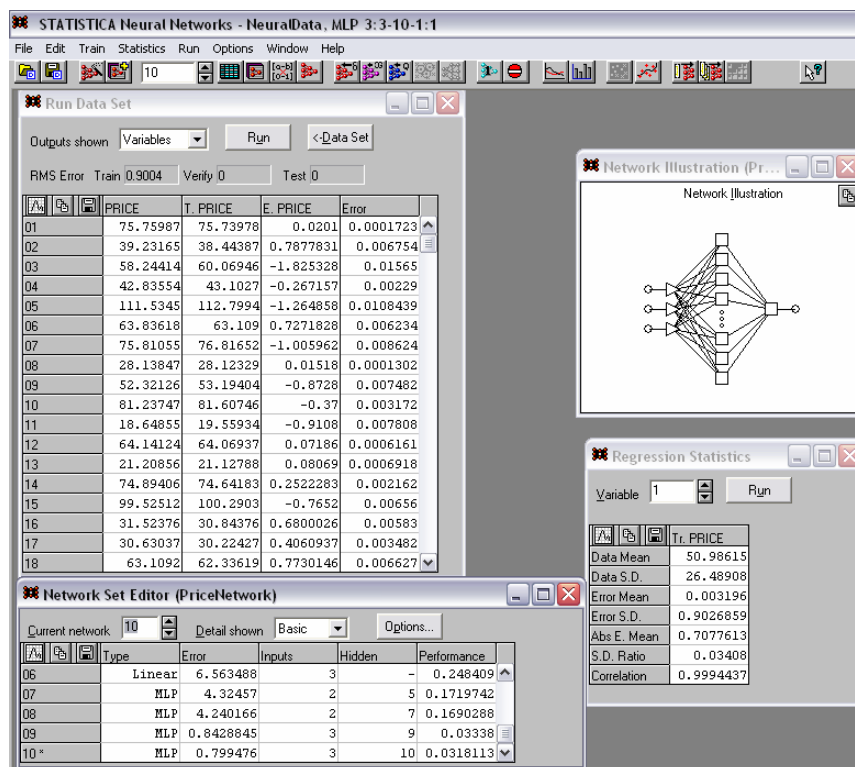 STATISTICA Neural Networks - NeuralData, MLP 3:3-10-1:1
File Edit Train Statistics Run Options Window Help
10
Run Data Set
Outputs shown Variables Run <-Data Set
RMS Error Train 0.9004 Verify 0 Test 0
PRICE T. PRICE E. PRICE Error
01 75.75987 75.73978 0.0201 0.0001723
02 39.23165 38.44387 0.7877831 0.006754
03 58.24414 60.06946 -1.825328 0.01565
04 42.83554 43.1027 -0.267157 0.00229
05 111.5345 112.7994 -1.264858 0.0108439
06 63.83618 63.109 0.7271828 0.006234
07 75.81055 76.81652 -1.005962 0.008624
08 28.13847 28.12329 0.01518 0.0001302
09 52.32126 53.19404 -0.8728 0.007482
10 81.23747 81.60746 -0.37 0.003172
11 18.64855 19.55934 -0.9108 0.007808
12 64.14124 64.06937 0.07186 0.0006161
13 21.20856 21.12788 0.08069 0.0006918
14 74.89406 74.64183 0.2522283 0.002162
15 99.52512 100.2903 -0.7652 0.00656
16 31.52376 30.84376 0.6800026 0.00583
17 30.63037 30.22427 0.4060937 0.003482
18 63.1092 62.33619 0.7730146 0.006627
Network Illustration (Pr...
Network Illustration
Regression Statistics
Variable 1 Run
Tr. PRICE
Data Mean 50.98615
Data S.D. 26.48908
Error Mean 0.003196
Error S.D. 0.9026859
Abs E. Mean 0.7077613
S.D. Ratio 0.03408
Correlation 0.9994437
Network Set Editor (PriceNetwork)
Current network 10 Detail shown Basic Options...
Type Error Inputs Hidden Performance
06 Linear 6.563488 3 - 0.248409
07 MLP 4.32457 2 5 0.1719742
08 MLP 4.240166 2 7 0.1690288
09 MLP 0.8428845 3 9 0.03338
10* MLP 0.799476 3 10 0.0318113